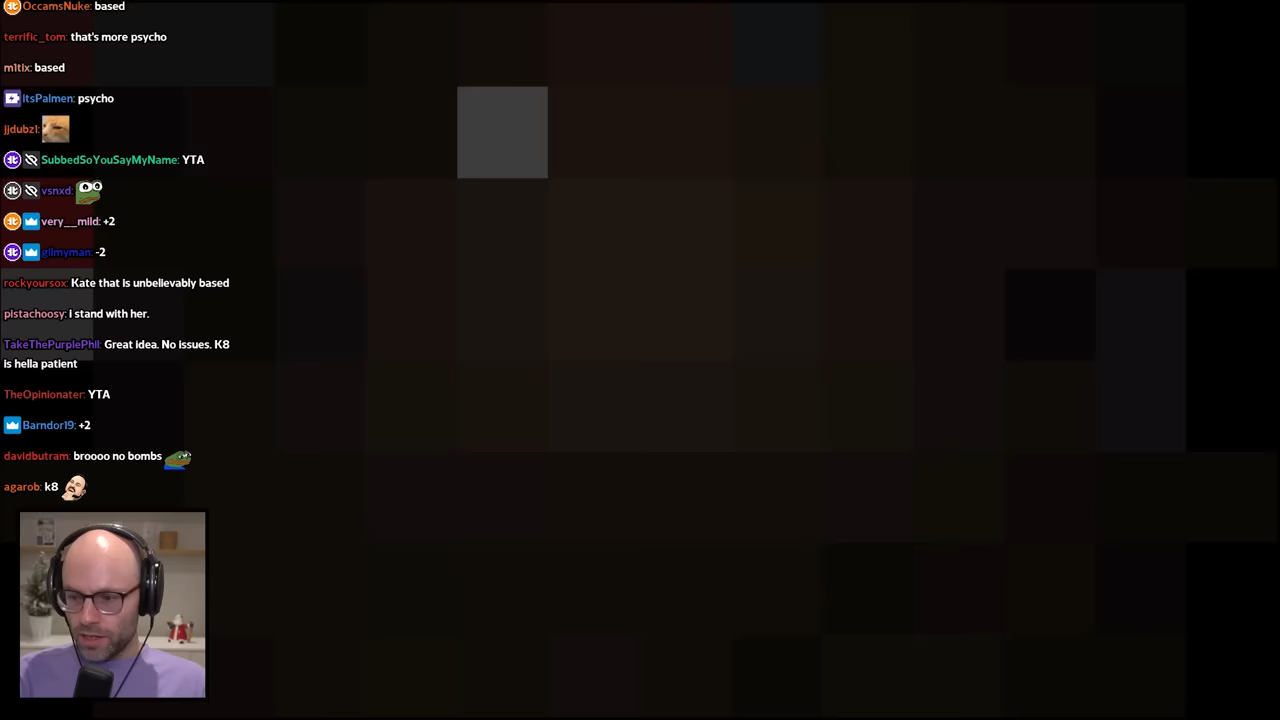 OccamsNuke: based
terrific_tom: that's more psycho
m1tix: based
ItsPalmen: psycho
jjdubz1:
SubbedSoYouSayMyName: YTA
vsnxd:
very__mild: +2
gilmyman: -2
rockyoursox: Kate that is unbelievably based
pistachoosy: i stand with her.
TakeThePurplePhil: Great idea. No issues. K8
is hella patient
TheOpinionater: YTA
Barndor19: +2
davidbutram: broooo no bombs
agarob: k8